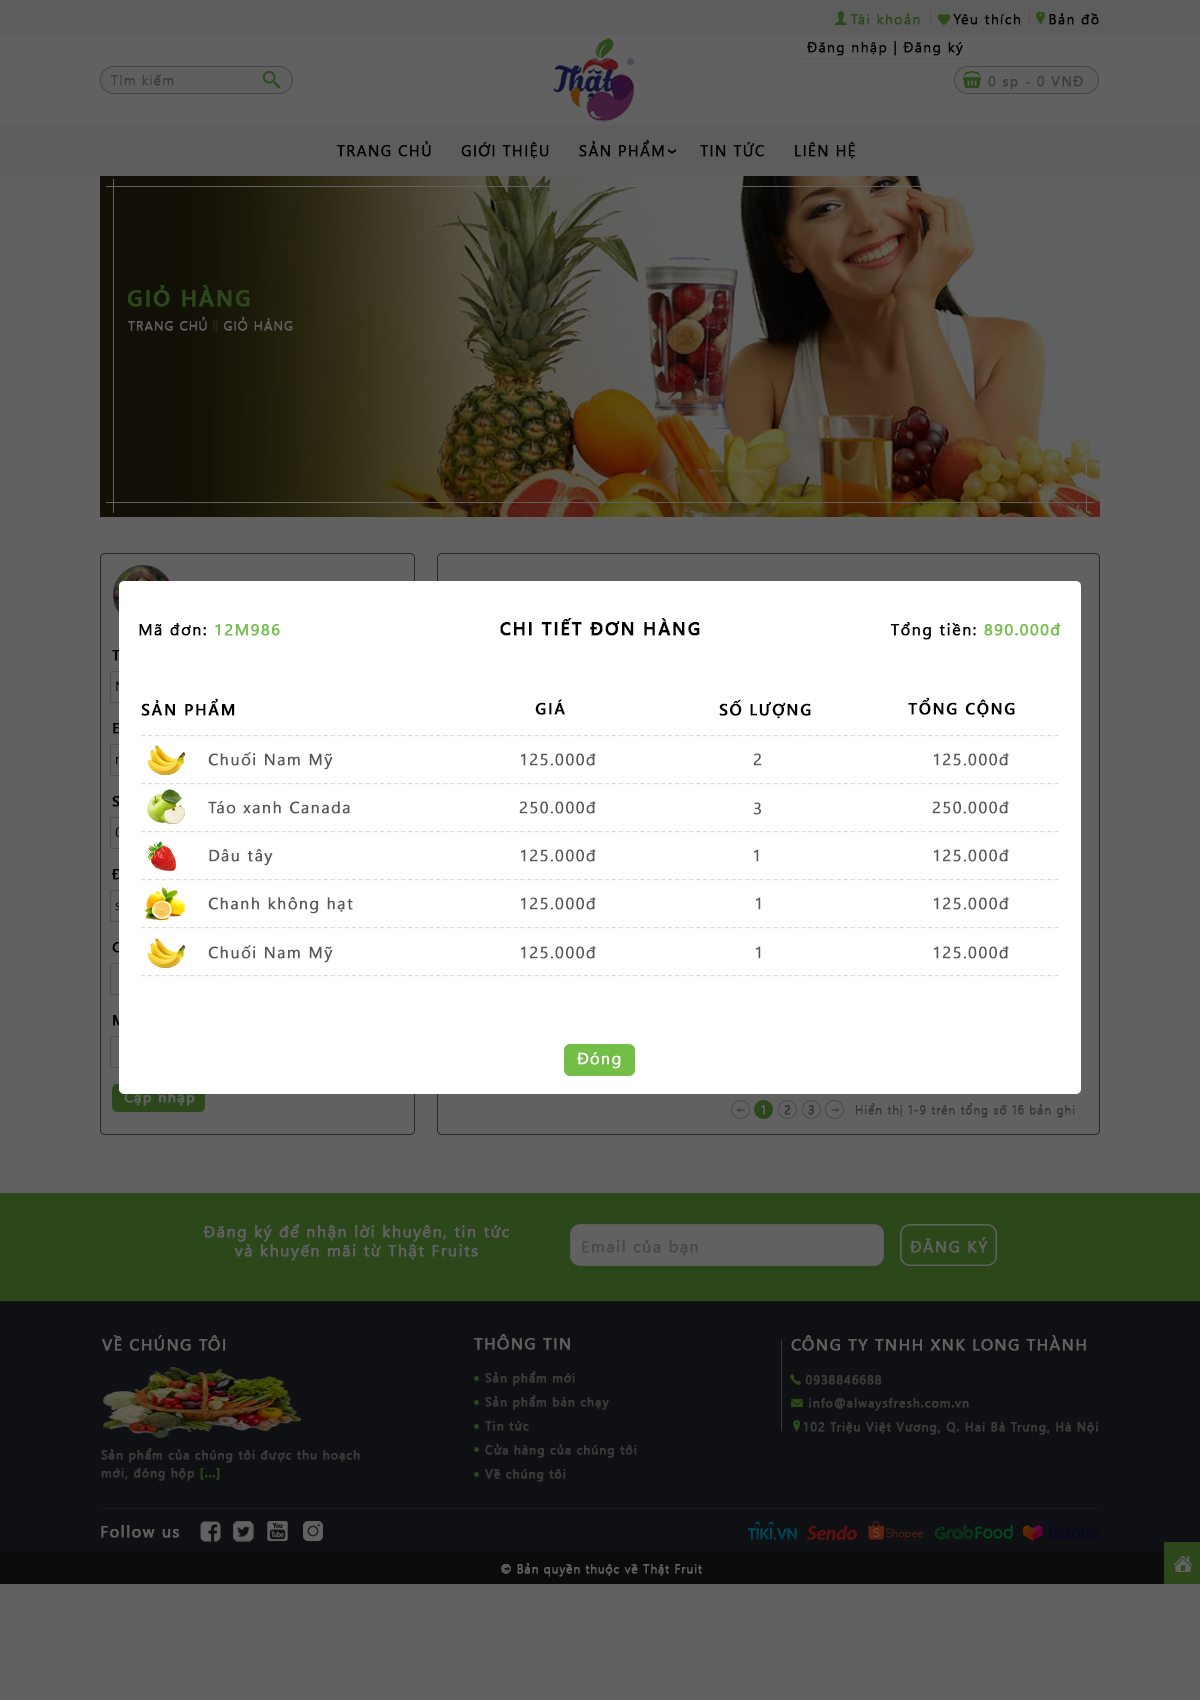 Tài khoản
Yêu thích
Bản đồ
Đăng nhập | Đăng ký
Tìm kiếm
Thật
®
0 sp - 0 VNĐ
TRANG CHỦ
GIỚI THIỆU
SẢN PHẨM
TIN TỨC
LIÊN HỆ
GIỎ HÀNG
TRANG CHỦ || GIỎ HÀNG
Mã đơn: 12M986
CHI TIẾT ĐƠN HÀNG
Tổng tiền: 890.000đ
SẢN PHẨM
GIÁ
SỐ LƯỢNG
TỔNG CỘNG
Chuối Nam Mỹ
125.000đ
2
125.000đ
Táo xanh Canada
250.000đ
3
250.000đ
Dâu tây
125.000đ
1
125.000đ
Chanh không hạt
125.000đ
1
125.000đ
Chuối Nam Mỹ
125.000đ
1
125.000đ
Đóng
Cập nhập
1
2
3
Hiển thị 1-9 trên tổng số 16 bản ghi
Đăng ký để nhận lời khuyên, tin tức
và khuyến mãi từ Thật Fruits
Email của bạn
ĐĂNG KÝ
VỀ CHÚNG TÔI
Sản phẩm của chúng tôi được thu hoạch
mới, đóng hộp [...]
THÔNG TIN
Sản phẩm mới
Sản phẩm bán chạy
Tin tức
Cửa hàng của chúng tôi
Về chúng tôi
CÔNG TY TNHH XNK LONG THÀNH
0938846688
info@alwaysfresh.com.vn
102 Triệu Việt Vương, Q. Hai Bà Trưng, Hà Nội
Follow us
You
Tube
TIKI.VN
Sendo
Shopee
GrabFood
Lazada
© Bản quyền thuộc về Thật Fruit